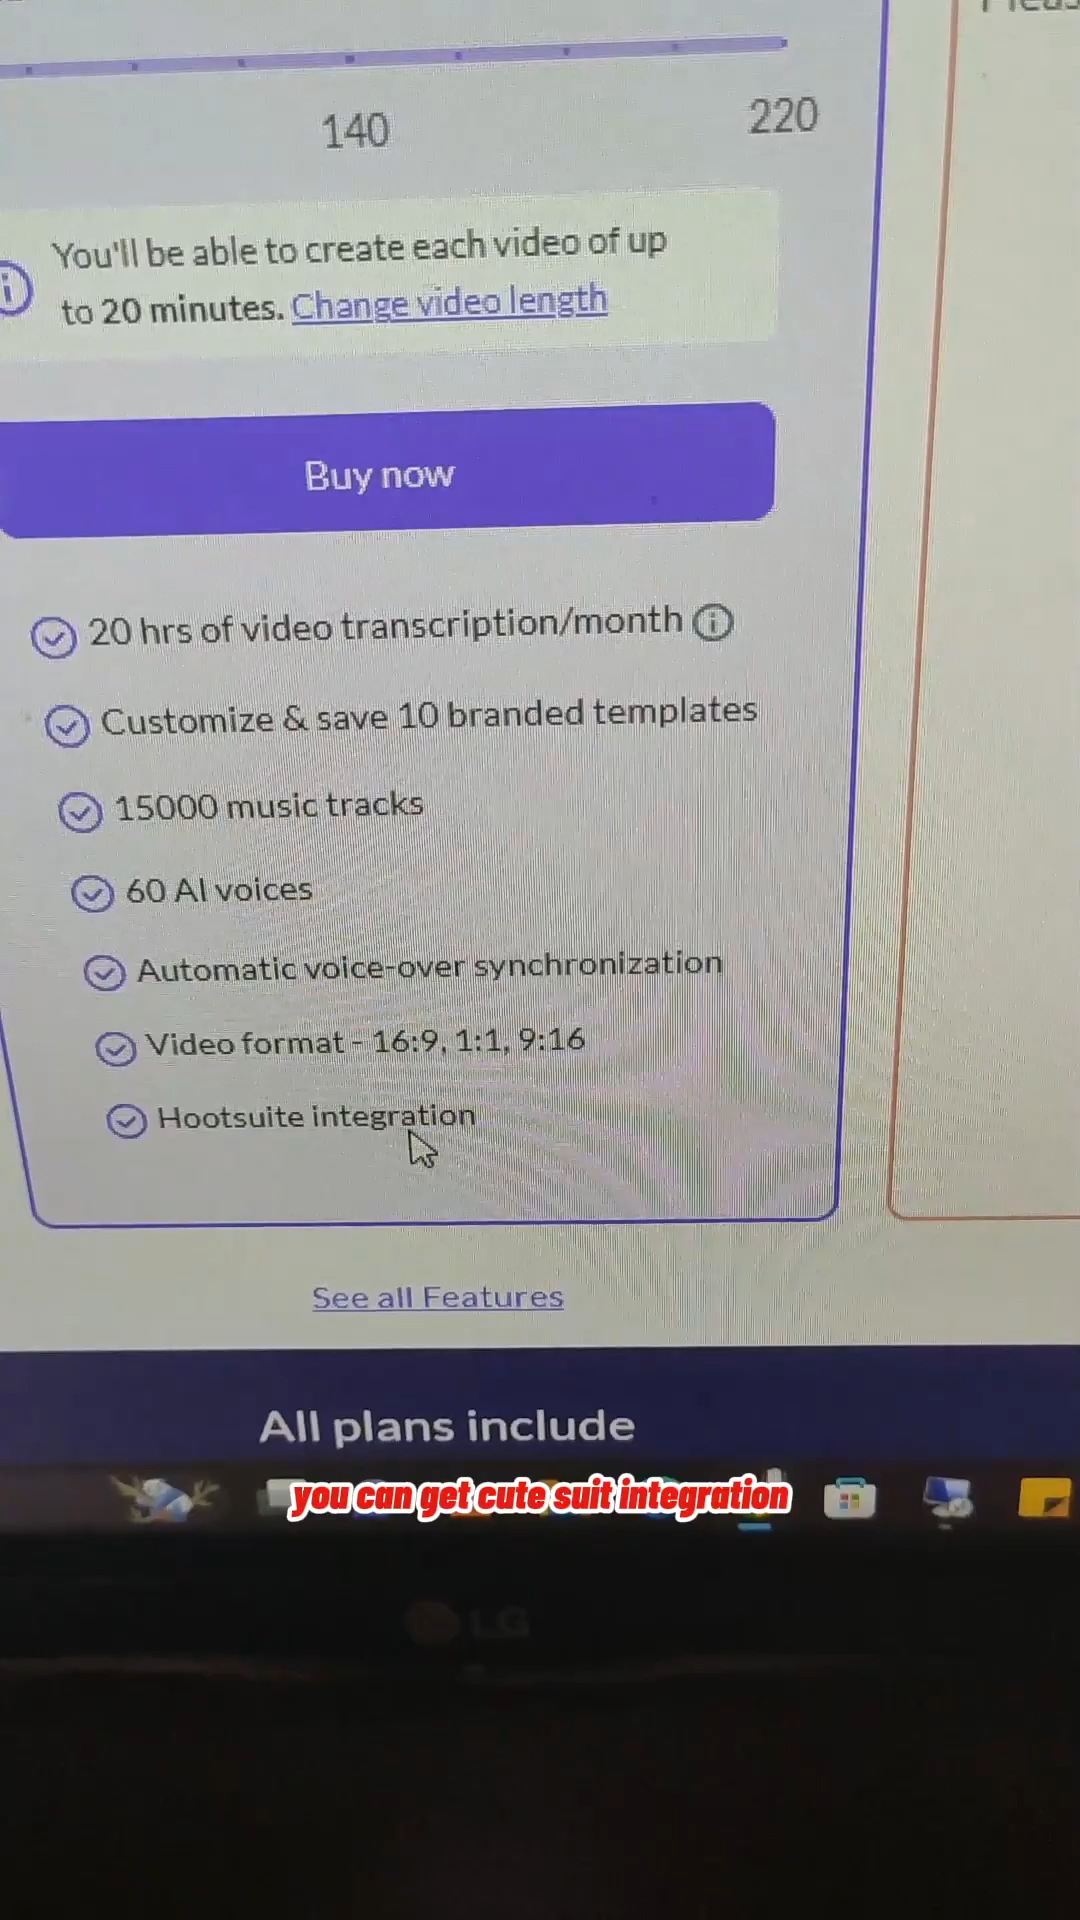 140
220
You'll be able to create each video of up
to 20 minutes. Change video length
Buy now
20 hrs of video transcription/month
Customize & save 10 branded templates
15000 music tracks
60 AI voices
Automatic voice-over synchronization
Video format - 16:9, 1:1, 9:16
Hootsuite integration
See all Features
All plans include
you can get cute suit integration
LG